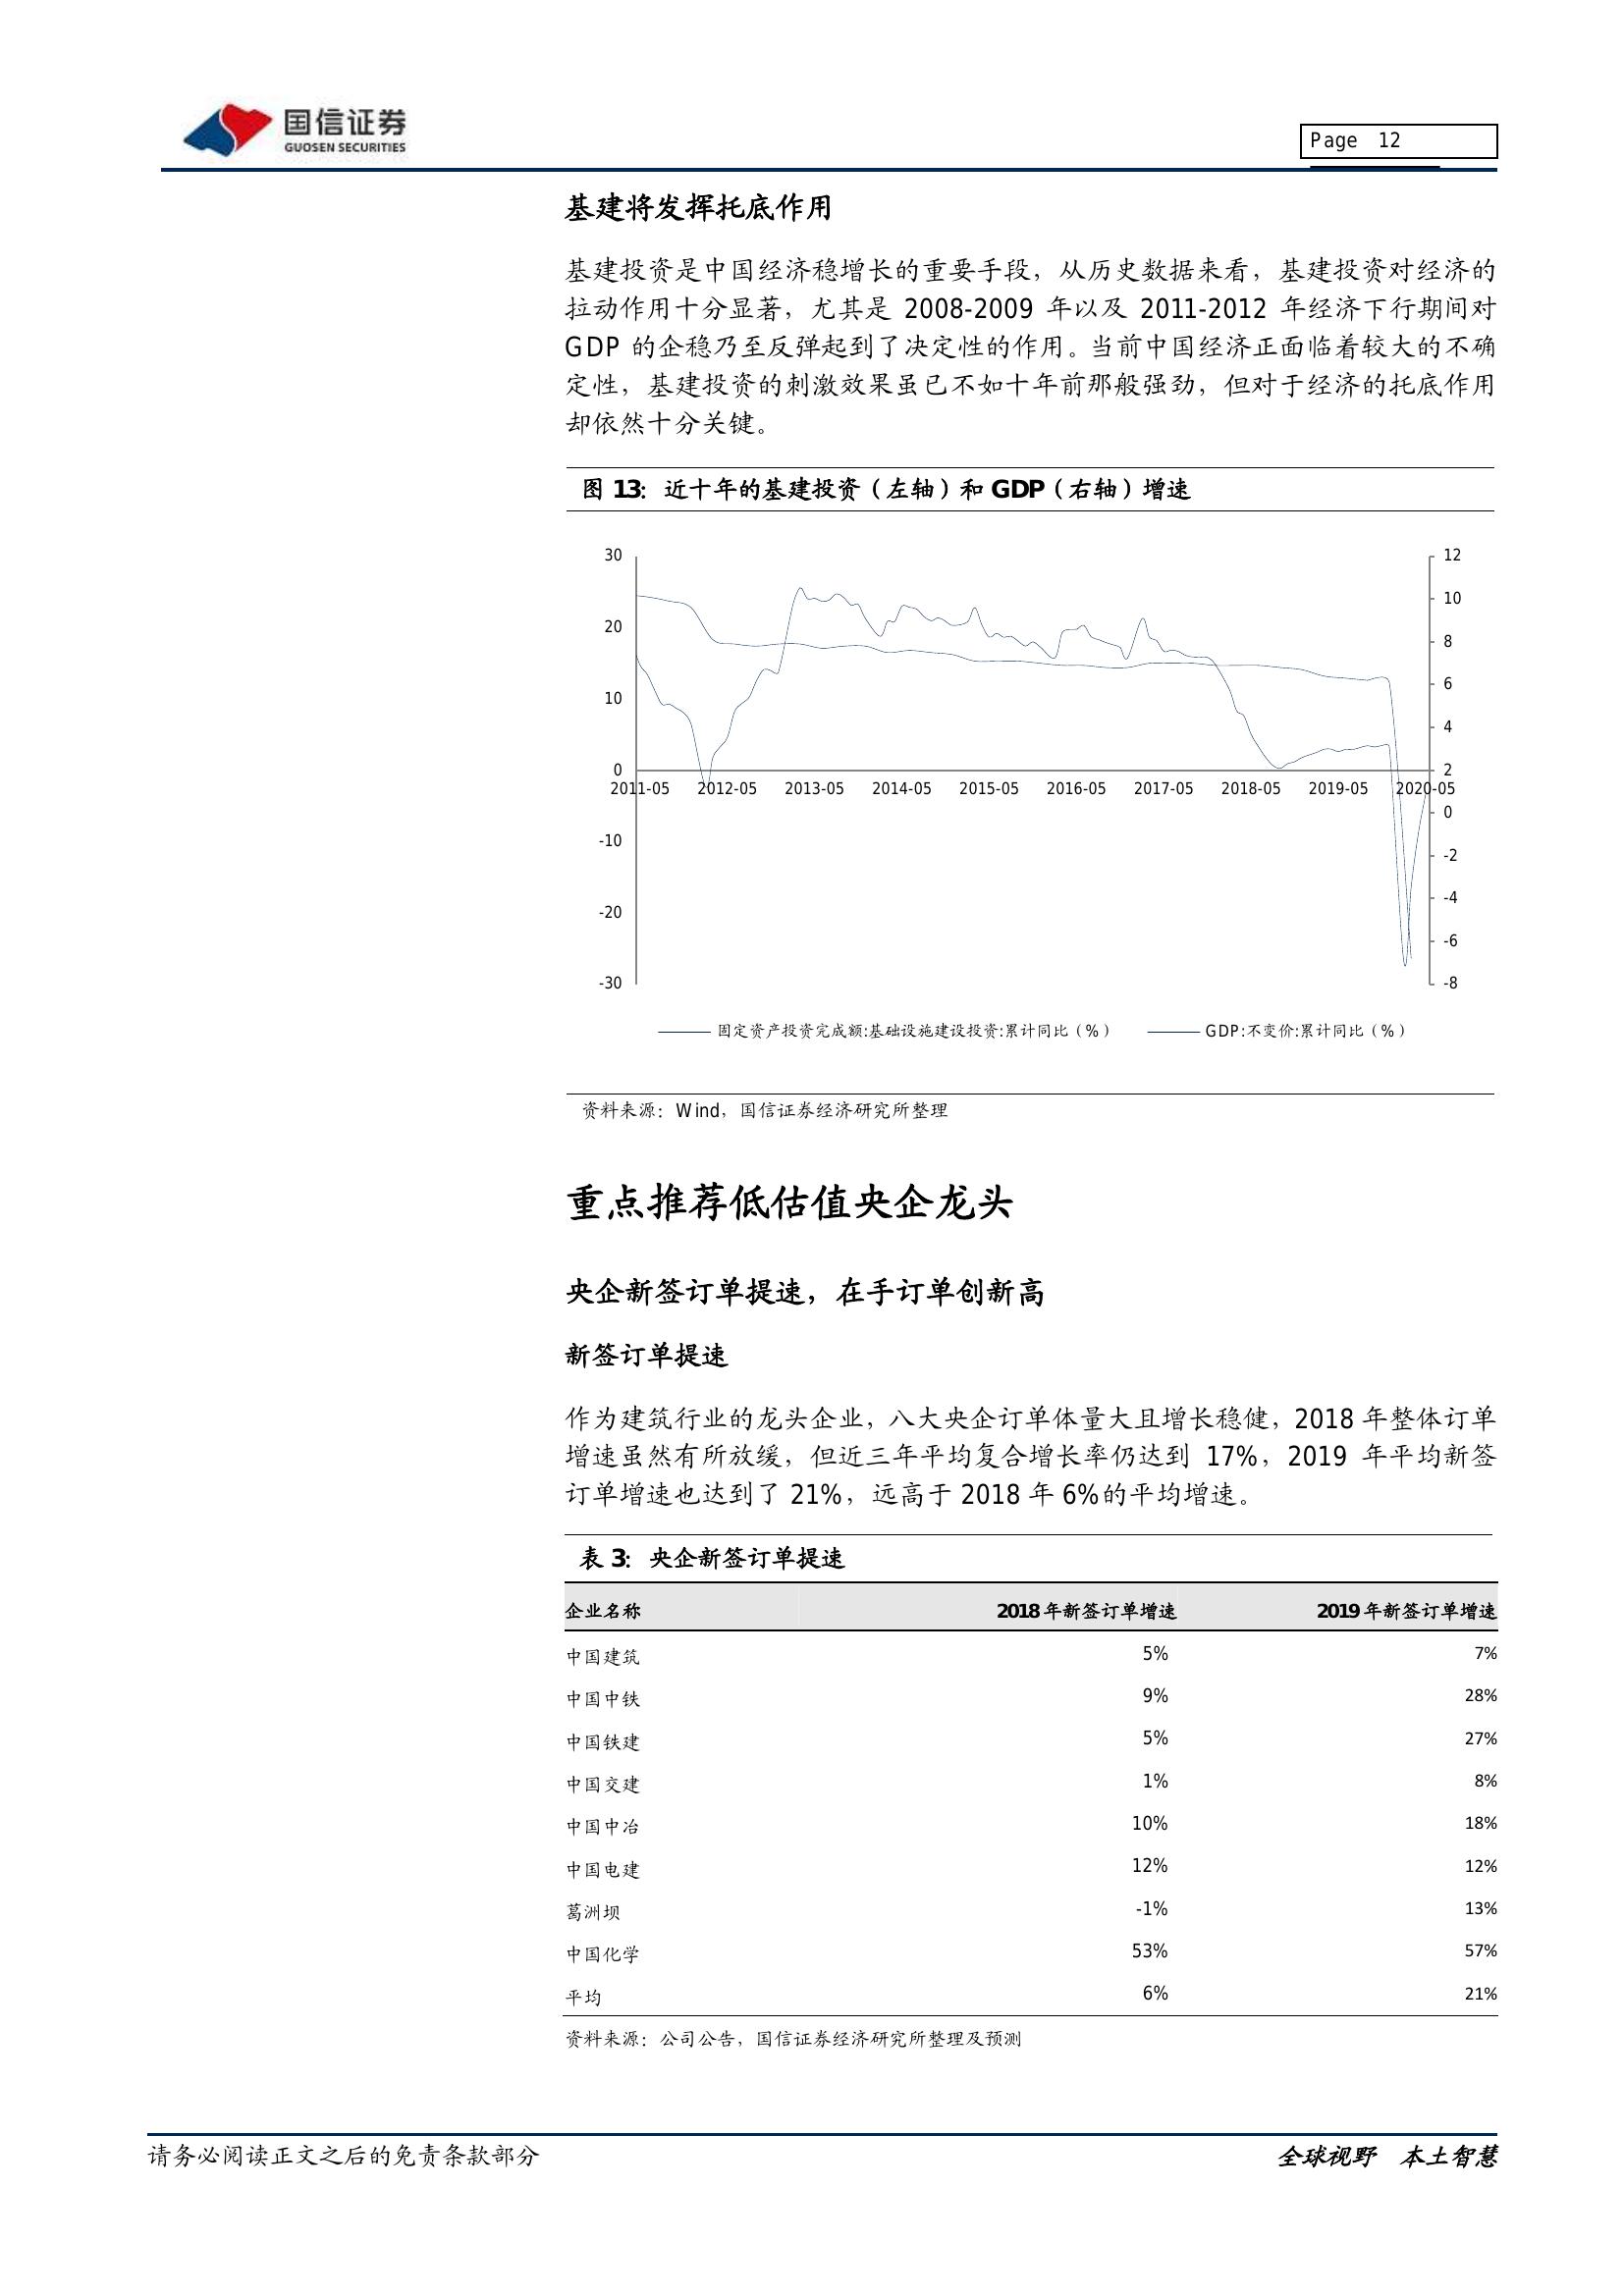 国信证券
GUOSEN SECURITIES
Page 12
基建将发挥托底作用
基建投资是中国经济稳增长的重要手段，从历史数据来看，基建投资对经济的
拉动作用十分显著，尤其是 2008-2009 年以及 2011-2012 年经济下行期间对
GDP 的企稳乃至反弹起到了决定性的作用。当前中国经济正面临着较大的不确
定性，基建投资的刺激效果虽已不如十年前那般强劲，但对于经济的托底作用
却依然十分关键。
图 13：近十年的基建投资（左轴）和 GDP（右轴）增速
30
20
10
0
-10
-20
-30
12
10
8
6
4
2
0
-2
-4
-6
-8
2011-05 2012-05 2013-05 2014-05 2015-05 2016-05 2017-05 2018-05 2019-05 2020-05
固定资产投资完成额:基础设施建设投资:累计同比（%） GDP:不变价:累计同比（%）
资料来源：Wind，国信证券经济研究所整理
重点推荐低估值央企龙头
央企新签订单提速，在手订单创新高
新签订单提速
作为建筑行业的龙头企业，八大央企订单体量大且增长稳健，2018 年整体订单
增速虽然有所放缓，但近三年平均复合增长率仍达到 17%，2019 年平均新签
订单增速也达到了 21%，远高于 2018 年 6%的平均增速。
表 3：央企新签订单提速
企业名称 2018 年新签订单增速 2019 年新签订单增速
中国建筑 5% 7%
中国中铁 9% 28%
中国铁建 5% 27%
中国交建 1% 8%
中国中冶 10% 18%
中国电建 12% 12%
葛洲坝 -1% 13%
中国化学 53% 57%
平均 6% 21%
资料来源：公司公告，国信证券经济研究所整理及预测
请务必阅读正文之后的免责条款部分
全球视野 本土智慧